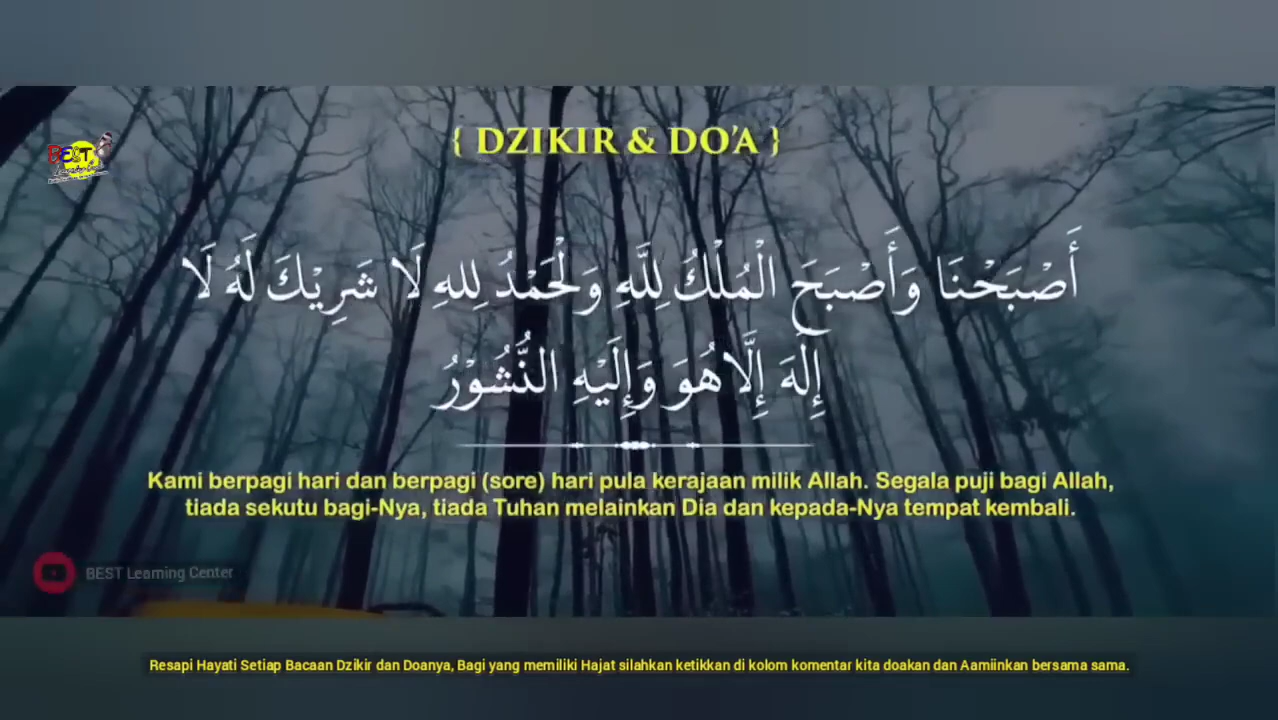 { DZIKIR & DO'A }
BEST
أَصْبَحْنَا وَأَصْبَحَ الْمُلْكُ لِلَّهِ وَلْحَمْدُ لِلهِ لَا شَرِيْكَ لَهُ لَا
إِلَهَ إِلَّا هُوَ وَإِلَيْهِ النُّشُوْرُ
Kami berpagi hari dan berpagi (sore) hari pula kerajaan milik Allah. Segala puji bagi Allah,
tiada sekutu bagi-Nya, tiada Tuhan melainkan Dia dan kepada-Nya tempat kembali.
BEST Learning Center
Resapi Hayati Setiap Bacaan Dzikir dan Doanya, Bagi yang memiliki Hajat silahkan ketikkan di kolom komentar kita doakan dan Aamiinkan bersama sama.